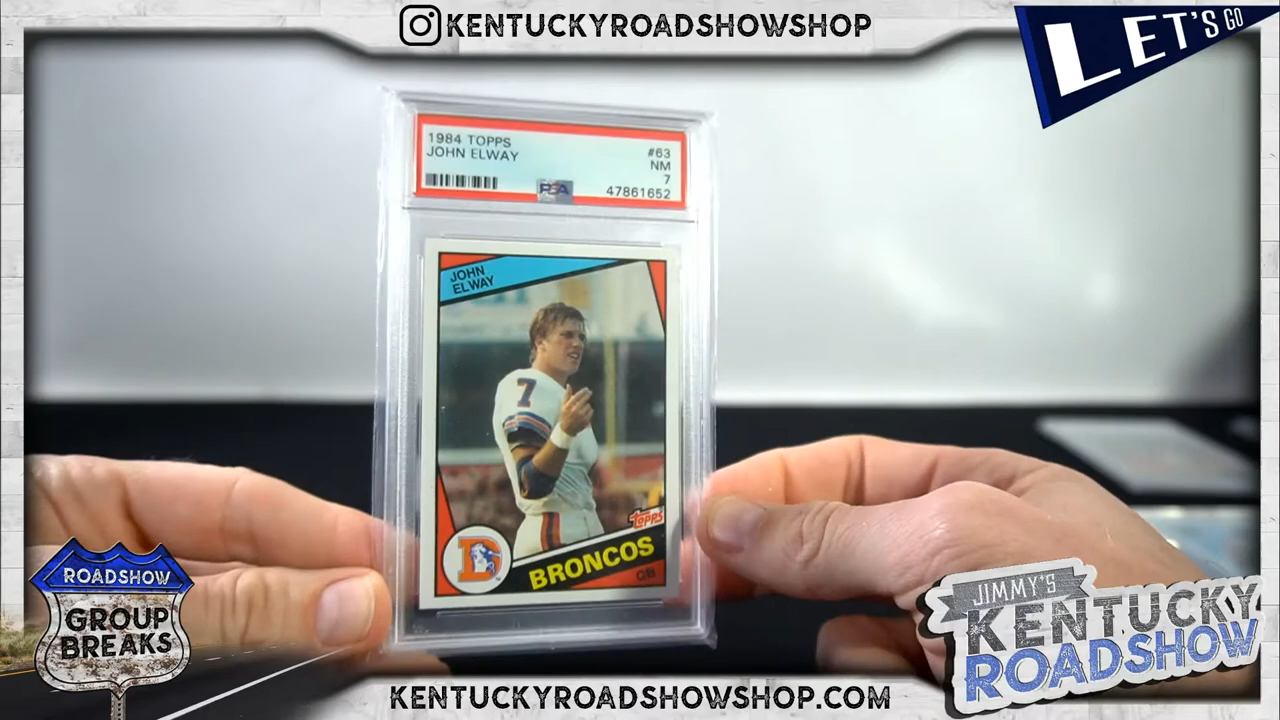 KENTUCKYROADSHOWSHOP
LET'S GO
1984 TOPPS
#63
JOHN ELWAY
NM
7
PSA
47861652
JOHN
ELWAY
7
TOPPS
BRONCOS
QB
D
ROADSHOW
GROUP
BREAKS
JIMMY'S
KENTUCKY
ROADSHOW
KENTUCKYROADSHOWSHOP.COM